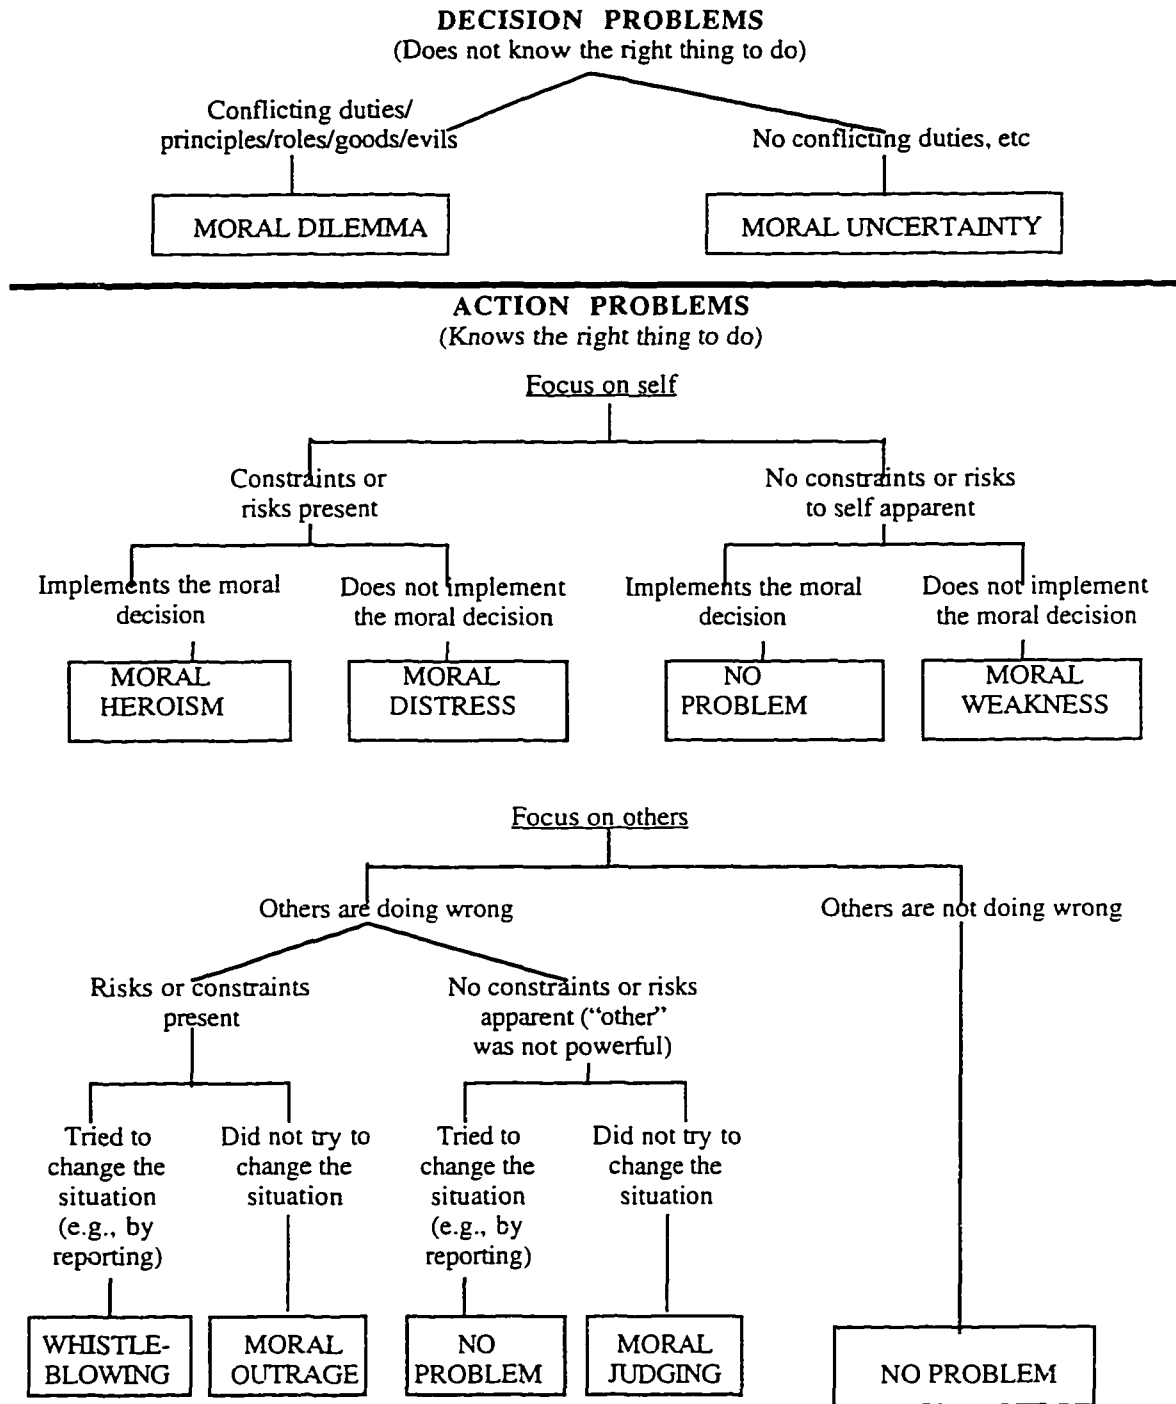 DECISION PROBLEMS
(Does not know the right thing to do)
Conflicting duties/
principles/roles/goods/evils
No conflicting duties, etc
MORAL DILEMMA
MORAL UNCERTAINTY
ACTION PROBLEMS
(Knows the right thing to do)
Focus on self
Constraints or
risks present
No constraints or risks
to self apparent
Implements the moral
decision
Does not implement
the moral decision
Implements the moral
decision
Does not implement
the moral decision
MORAL
HEROISM
MORAL
DISTRESS
NO
PROBLEM
MORAL
WEAKNESS
Focus on others
Others are doing wrong
Others are not doing wrong
Risks or constraints
present
No constraints or risks
apparent (“other”
was not powerful)
Tried to
change the
situation
(e.g., by
reporting)
Did not try to
change the
situation
Tried to
change the
situation
(e.g., by
reporting)
Did not try to
change the
situation
WHISTLE-
BLOWING
MORAL
OUTRAGE
NO
PROBLEM
MORAL
JUDGING
NO PROBLEM